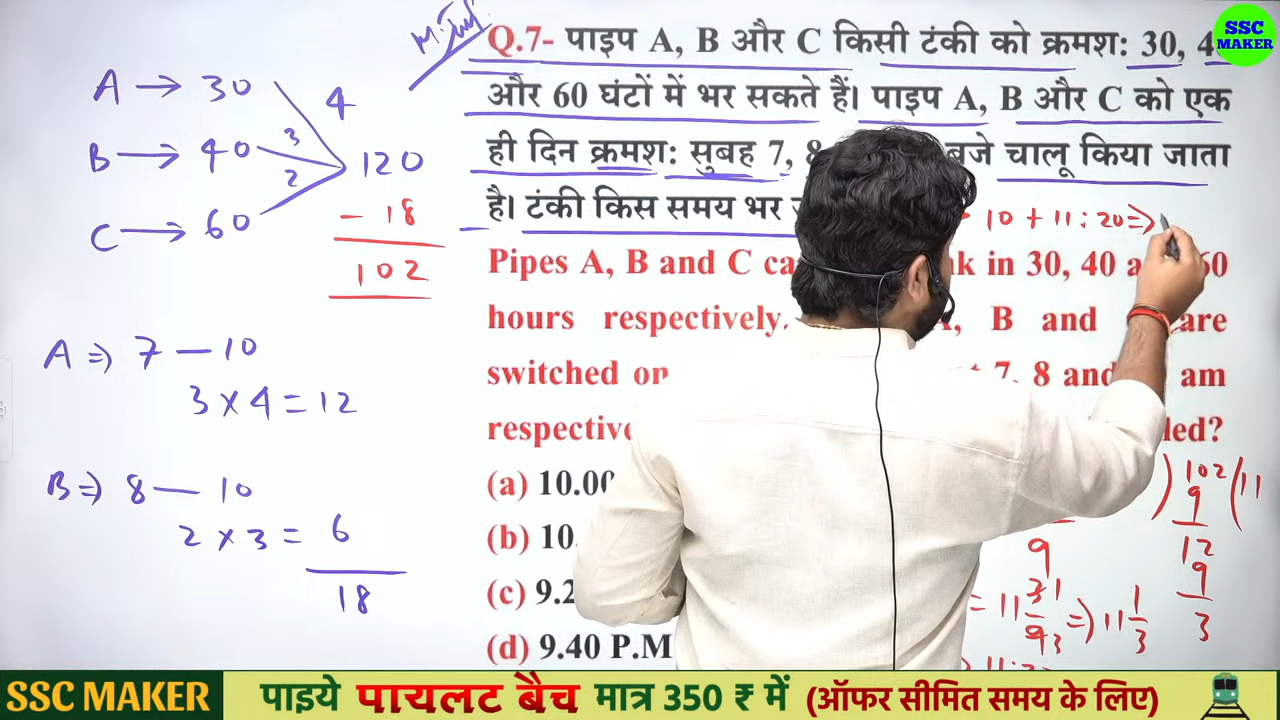 SSC
MAKER
Q.7- पाइप A, B और C किसी टंकी को क्रमश: 30, 4
और 60 घंटों में भर सकते हैं। पाइप A, B और C को एक
ही दिन क्रमश: सुबह 7, 8 बजे चालू किया जाता
है। टंकी किस समय भर
10 + 11:20 ⇒
Pipes A, B and C in 30, 40 60
hours respectively. B and are
switched on 7, 8 and am
(a) 10.00
(b) 10.
(c) 9.2
(d) 9.40 P.M
A → 30
4
B → 40 3 120
2
C → 60
- 18
102
A ⇒ 7 — 10
3 × 4 = 12
B ⇒ 8 — 10
2 × 3 = 6
18
) 102 ( 11
9
12
9
3
9
= 11 3/9 ⇒ 11 1/3
1
3
SSC MAKER पाइये पायलट बैच मात्र 350 ₹ में (ऑफर सीमित समय के लिए)